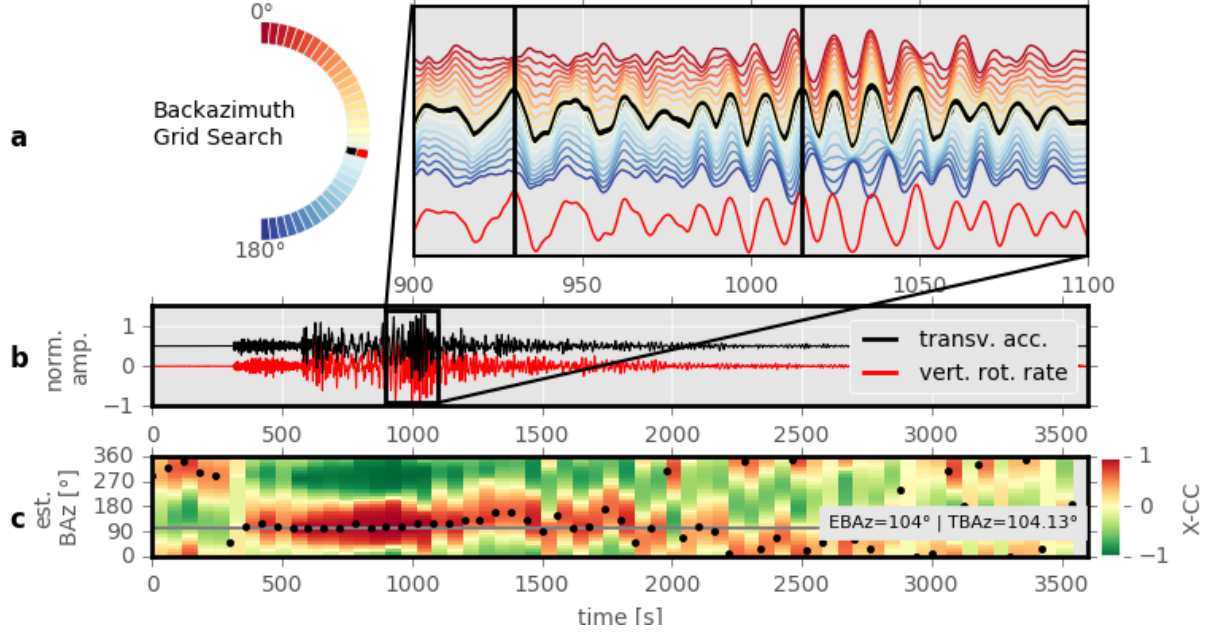 0°
Backazimuth
Grid Search
a
180°
900 950 1000 1050 1100
b
norm.
amp.
1
0
−1
transv. acc.
vert. rot. rate
0 500 1000 1500 2000 2500 3000 3500
c
est.
BAz [°]
360
270
180
90
0
EBAz=104° | TBAz=104.13°
1
0
−1
X-CC
0 500 1000 1500 2000 2500 3000 3500
time [s]